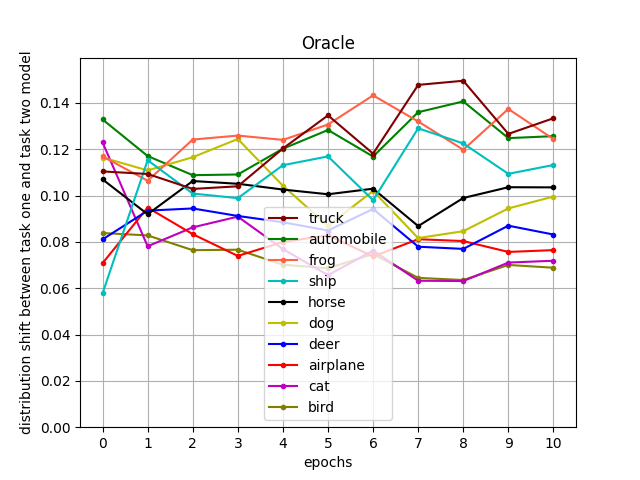 Oracle
distribution shift between task one and task two model
0.14
0.12
0.10
0.08
0.06
0.04
0.02
0.00
truck
automobile
frog
ship
horse
dog
deer
airplane
cat
bird
0 1 2 3 4 5 6 7 8 9 10
epochs